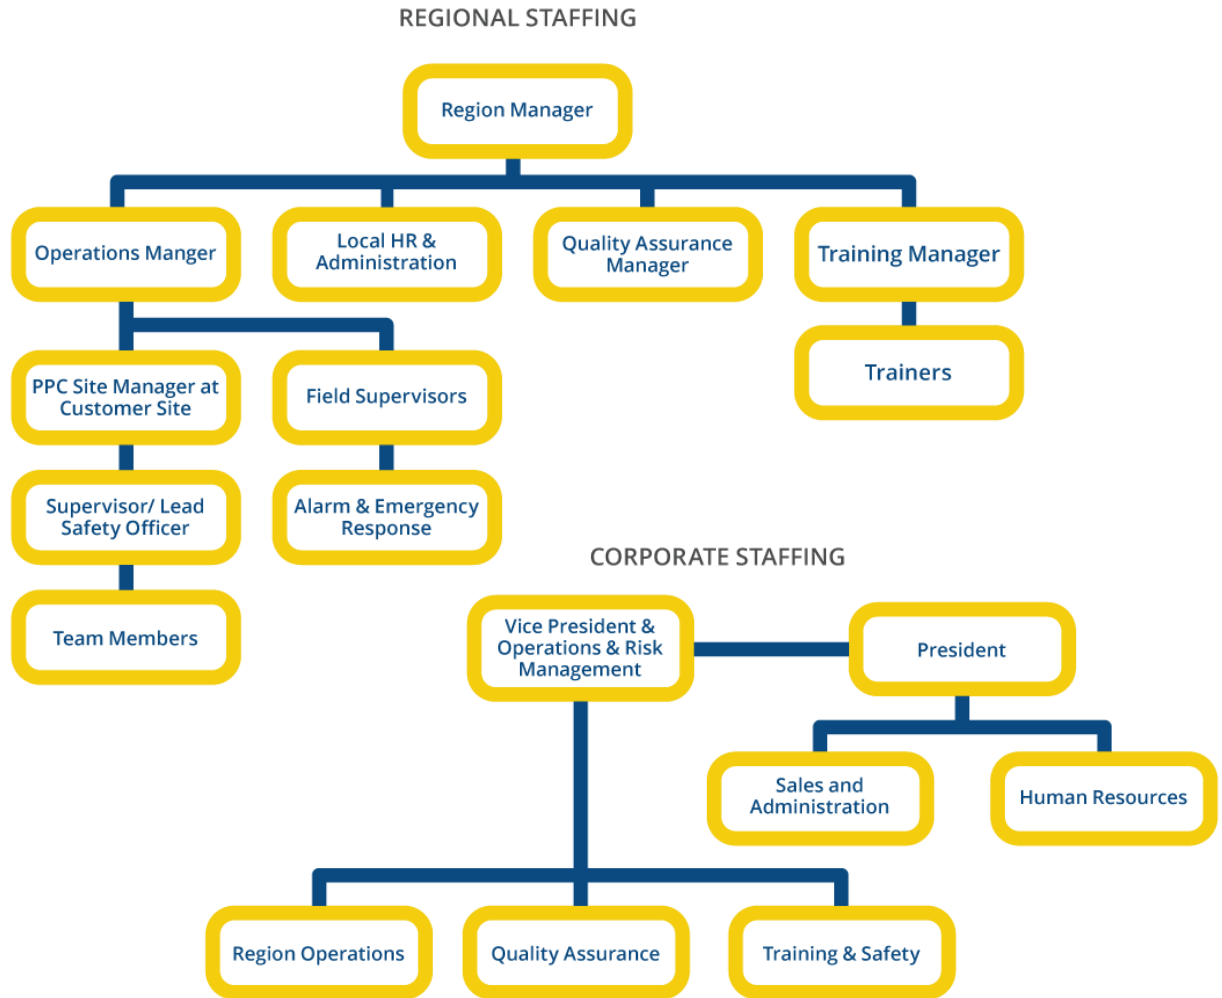 REGIONAL STAFFING
Region Manager
Operations Manger
Local HR &
Administration
Quality Assurance
Manager
Training Manager
PPC Site Manager at
Customer Site
Field Supervisors
Trainers
Supervisor/ Lead
Safety Officer
Alarm & Emergency
Response
Team Members
CORPORATE STAFFING
Vice President &
Operations & Risk
Management
President
Sales and
Administration
Human Resources
Region Operations
Quality Assurance
Training & Safety